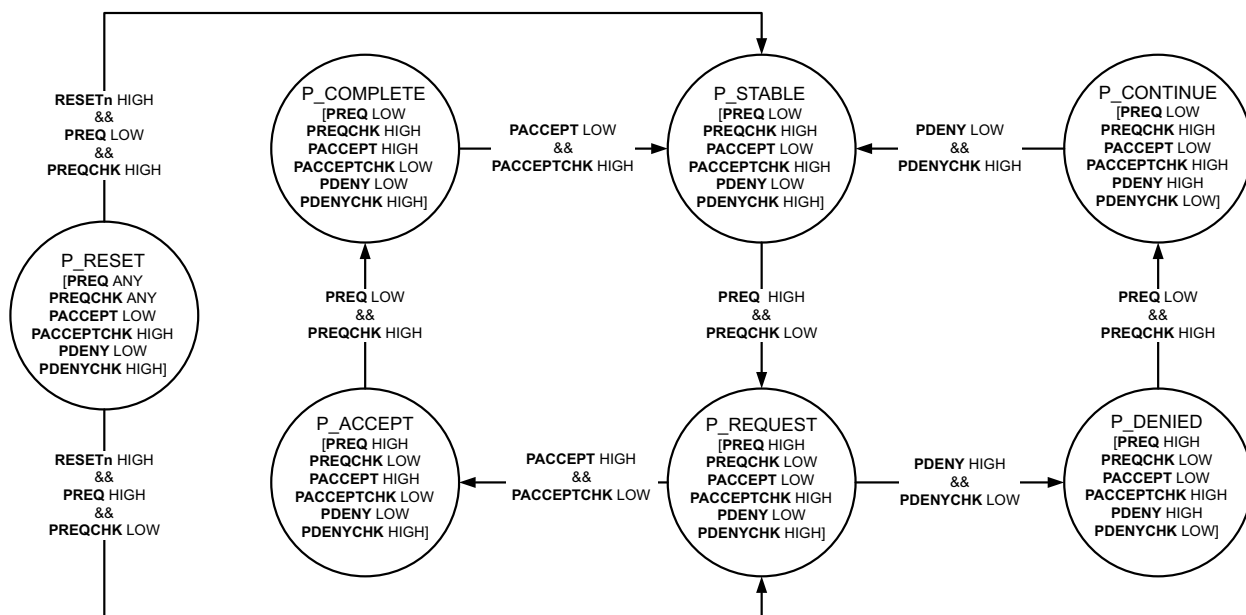 RESETn HIGH
&&
PREQ LOW
&&
PREQCHK HIGH
P_COMPLETE
[PREQ LOW
PREQCHK HIGH
PACCEPT HIGH
PACCEPTCHK LOW
PDENY LOW
PDENYCHK HIGH]
PACCEPT LOW
&&
PACCEPTCHK HIGH
P_STABLE
[PREQ LOW
PREQCHK HIGH
PACCEPT LOW
PACCEPTCHK HIGH
PDENY LOW
PDENYCHK HIGH]
PDENY LOW
&&
PDENYCHK HIGH
P_CONTINUE
[PREQ LOW
PREQCHK HIGH
PACCEPT LOW
PACCEPTCHK HIGH
PDENY HIGH
PDENYCHK LOW]
P_RESET
[PREQ ANY
PREQCHK ANY
PACCEPT LOW
PACCEPTCHK HIGH
PDENY LOW
PDENYCHK HIGH]
PREQ LOW
&&
PREQCHK HIGH
PREQ HIGH
&&
PREQCHK LOW
PREQ LOW
&&
PREQCHK HIGH
RESETn HIGH
&&
PREQ HIGH
&&
PREQCHK LOW
P_ACCEPT
[PREQ HIGH
PREQCHK LOW
PACCEPT HIGH
PACCEPTCHK LOW
PDENY LOW
PDENYCHK HIGH]
PACCEPT HIGH
&&
PACCEPTCHK LOW
P_REQUEST
[PREQ HIGH
PREQCHK LOW
PACCEPT LOW
PACCEPTCHK HIGH
PDENY LOW
PDENYCHK HIGH]
PDENY HIGH
&&
PDENYCHK LOW
P_DENIED
[PREQ HIGH
PREQCHK LOW
PACCEPT LOW
PACCEPTCHK HIGH
PDENY HIGH
PDENYCHK LOW]